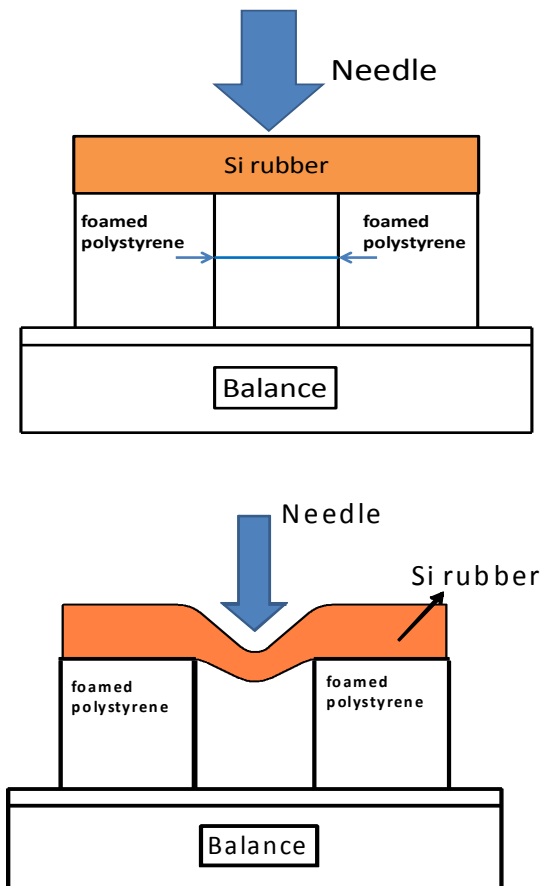 Needle
Si rubber
foamed
polystyrene
foamed
polystyrene
Balance
Needle
Si rubber
foamed
polystyrene
foamed
polystyrene
Balance